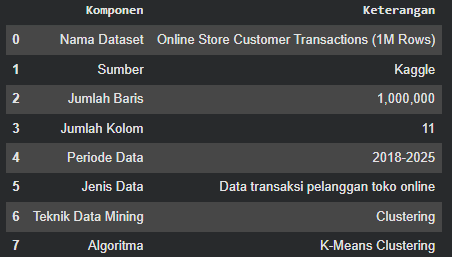 Komponen Keterangan
0 Nama Dataset Online Store Customer Transactions (1M Rows)
1 Sumber Kaggle
2 Jumlah Baris 1,000,000
3 Jumlah Kolom 11
4 Periode Data 2018-2025
5 Jenis Data Data transaksi pelanggan toko online
6 Teknik Data Mining Clustering
7 Algoritma K-Means Clustering